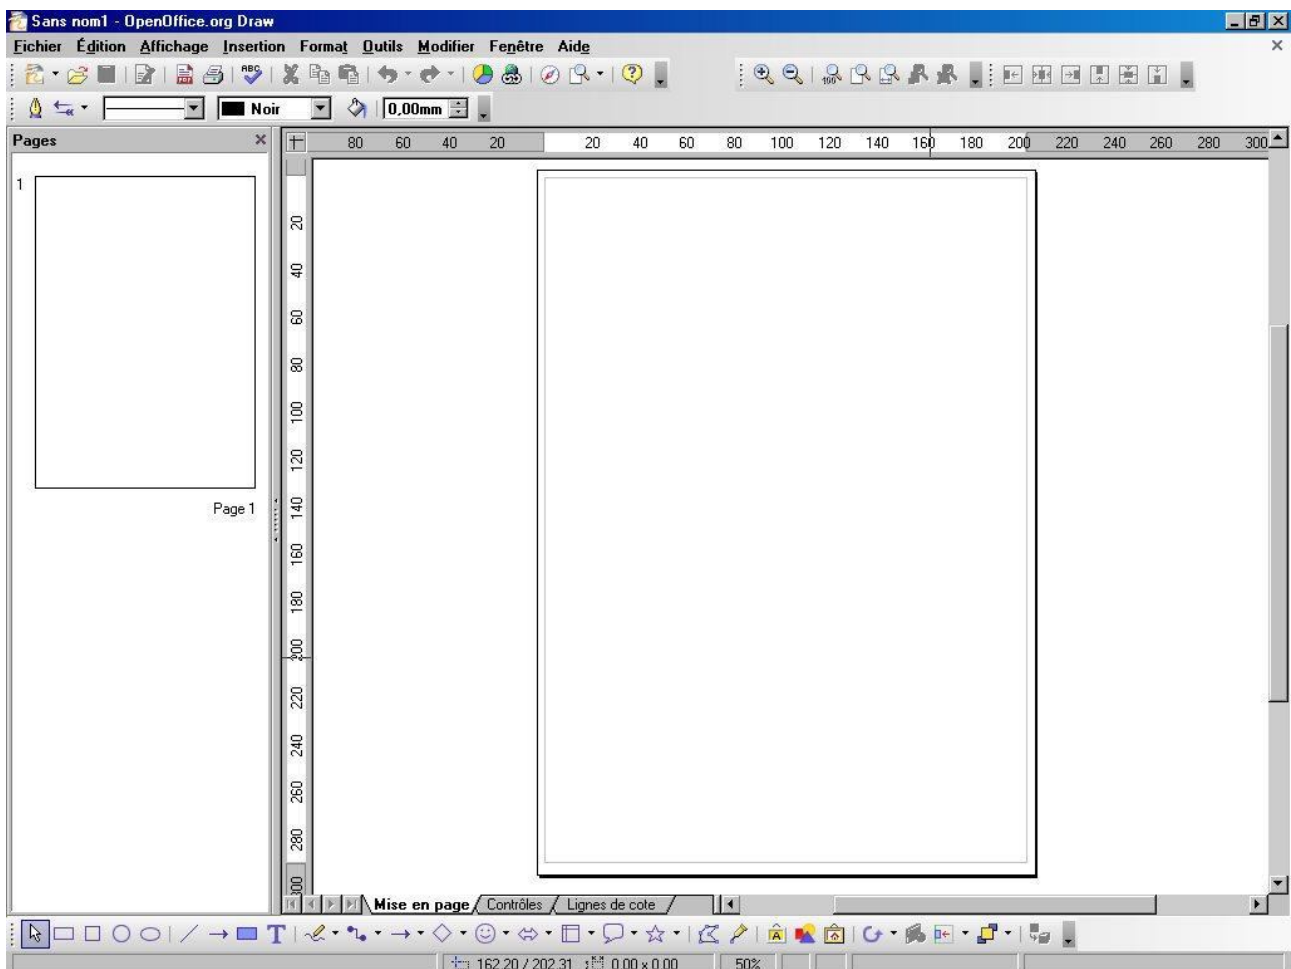 Sans nom1 - OpenOffice.org Draw
Fichier Édition Affichage Insertion Format Outils Modifier Fenêtre Aide
ABC PDF 100
Noir 0,00mm
Pages
80 60 40 20 20 40 60 80 100 120 140 160 180 200 220 240 260 280 300
1
Page 1
20
40
60
80
100
120
140
160
180
200
220
240
260
280
300
Mise en page Contrôles Lignes de cote
T A
162,20 / 202,31 0,00 x 0,00 50%